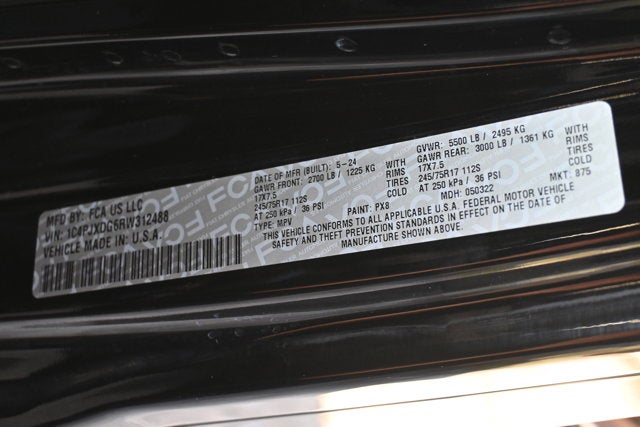 MFD BY: FCA US LLC
DATE OF MFR (BUILT): 5-24
GVWR: 5500 LB / 2495 KG
GAWR FRONT: 2700 LB / 1225 KG WITH
GAWR REAR: 3000 LB / 1361 KG WITH
17X7.5 RIMS
17X7.5 RIMS
245/75R17 112S TIRES
245/75R17 112S TIRES
AT 250 kPa / 36 PSI COLD
AT 250 kPa / 36 PSI COLD
VIN: 1C4PJXDG6RW312488
TYPE: MPV
PAINT: PX8
MDH: 050322
MKT: 875
VEHICLE MADE IN U.S.A.
THIS VEHICLE CONFORMS TO ALL APPLICABLE U.S.A. FEDERAL MOTOR VEHICLE
SAFETY AND THEFT PREVENTION STANDARDS IN EFFECT ON THE DATE OF
MANUFACTURE SHOWN ABOVE.